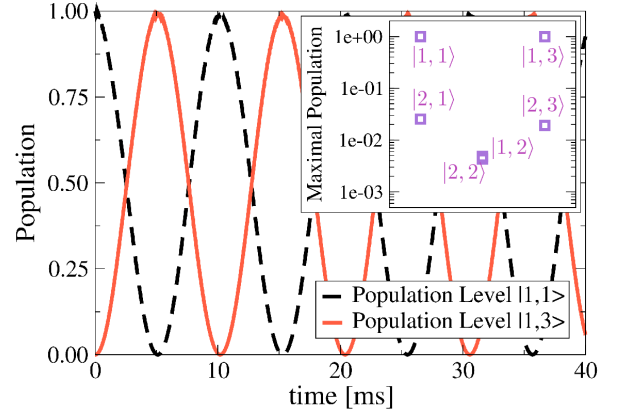 1.00
0.75
0.50
0.25
0.00
Population
0
10
20
30
40
time [ms]
Maximal Population
1e+00
1e-01
1e-02
1e-03
|1, 1⟩
|1, 3⟩
|2, 1⟩
|2, 3⟩
|1, 2⟩
|2, 2⟩
Population Level |1,1>
Population Level |1,3>